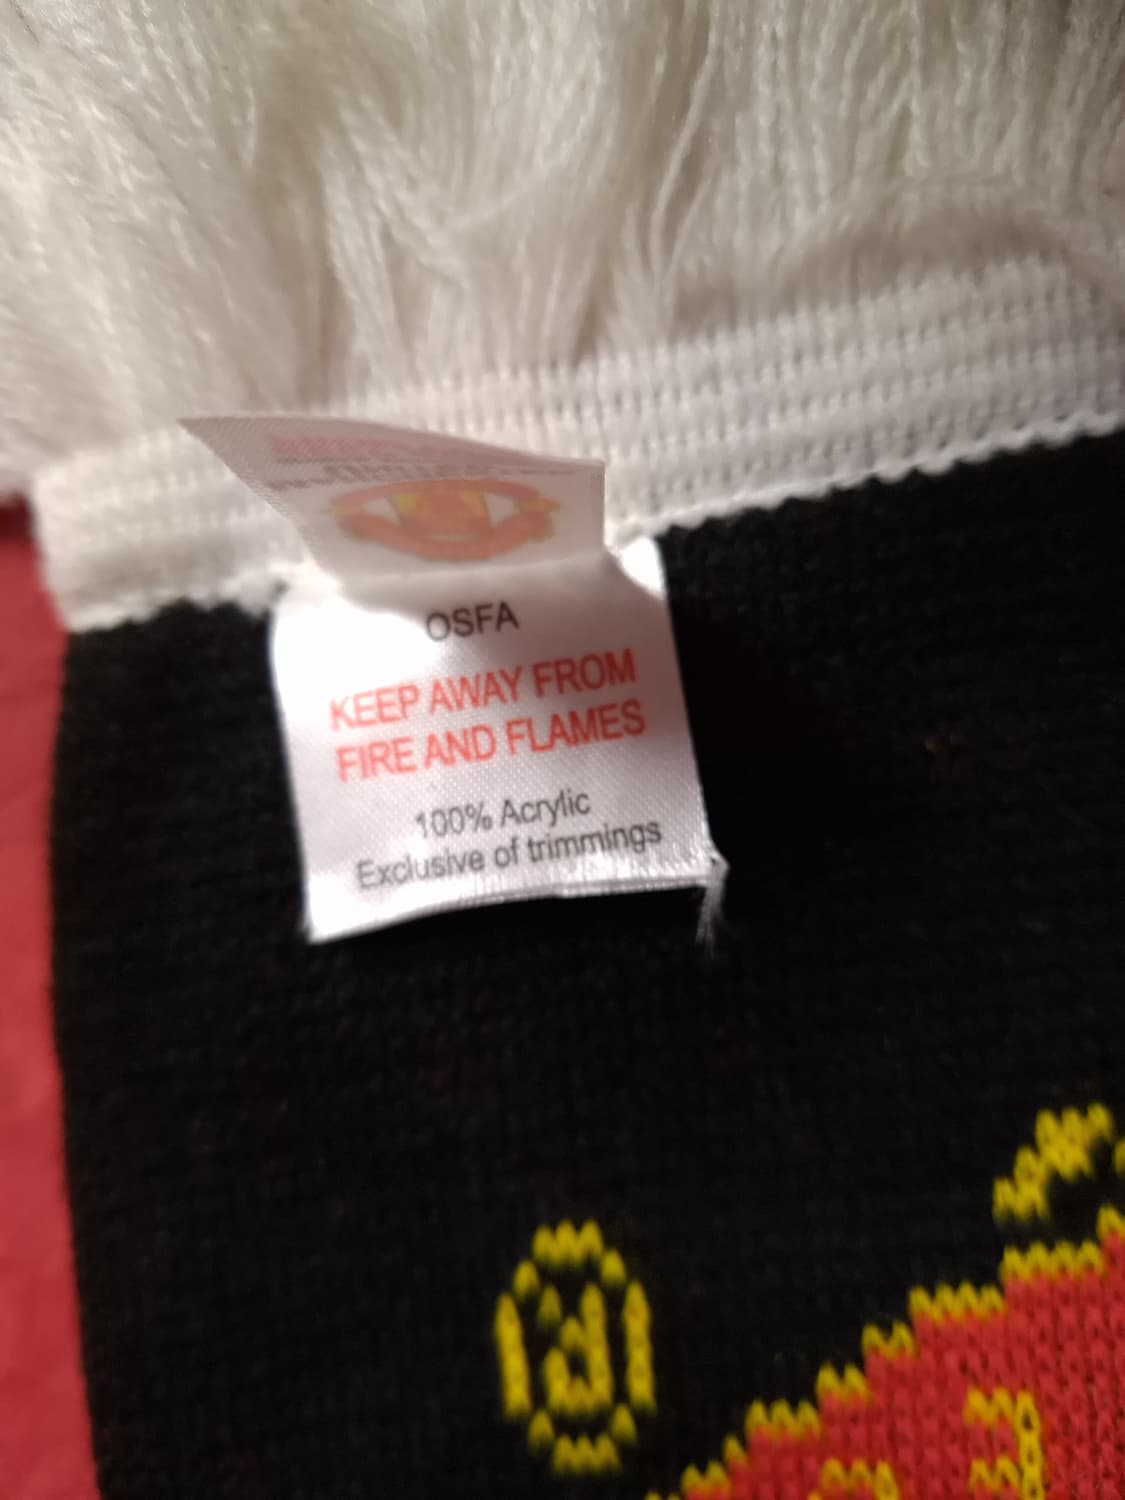 OSFA
KEEP AWAY FROM
FIRE AND FLAMES
100% Acrylic
Exclusive of trimmings